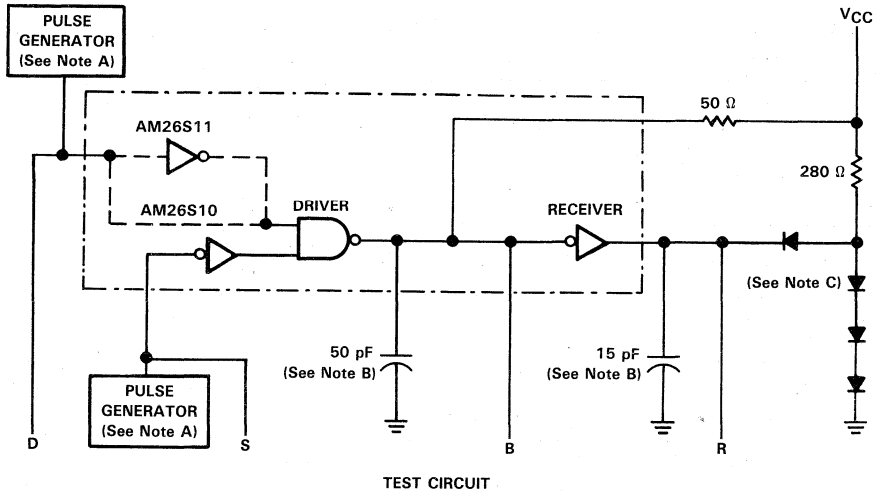 PULSE
GENERATOR
(See Note A)
VCC
50 Ω
AM26S11
280 Ω
AM26S10
DRIVER
RECEIVER
(See Note C)
50 pF
(See Note B)
15 pF
(See Note B)
PULSE
GENERATOR
(See Note A)
D
S
B
R
TEST CIRCUIT